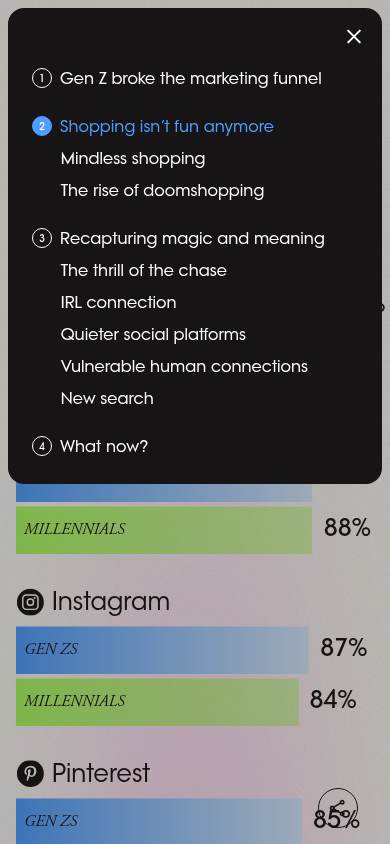 1 Gen Z broke the marketing funnel
2 Shopping isn't fun anymore
Mindless shopping
The rise of doomshopping
3 Recapturing magic and meaning
The thrill of the chase
IRL connection
Quieter social platforms
Vulnerable human connections
New search
4 What now?
MILLENNIALS 88%
Instagram
GEN ZS 87%
MILLENNIALS 84%
Pinterest
GEN ZS 85%